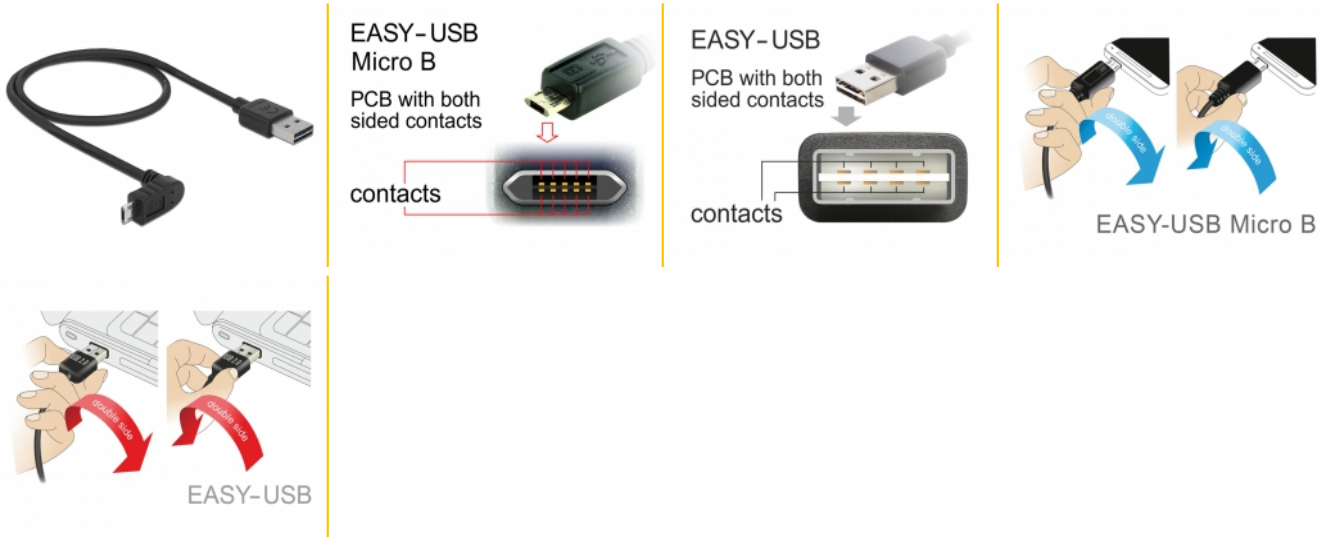 EASY-USB
Micro B
PCB with both
sided contacts
contacts
EASY-USB
PCB with both
sided contacts
contacts
double side
double side
EASY-USB Micro B
double side
double side
EASY-USB